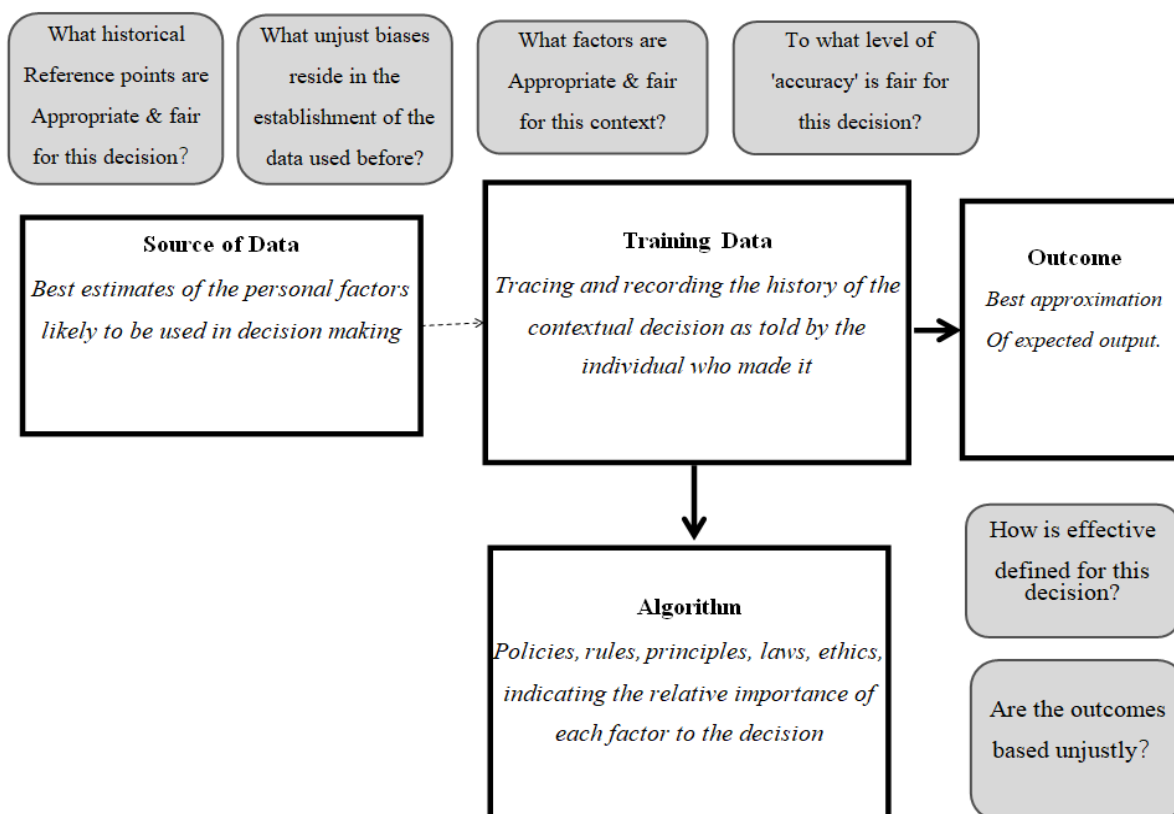 What historical
Reference points are
Appropriate & fair
for this decision?
What unjust biases
reside in the
establishment of the
data used before?
What factors are
Appropriate & fair
for this context?
To what level of
'accuracy' is fair for
this decision?
Source of Data
Best estimates of the personal factors
likely to be used in decision making
Training Data
Tracing and recording the history of the
contextual decision as told by the
individual who made it
Outcome
Best approximation
Of expected output.
Algorithm
Policies, rules, principles, laws, ethics,
indicating the relative importance of
each factor to the decision
How is effective
defined for this
decision?
Are the outcomes
based unjustly?